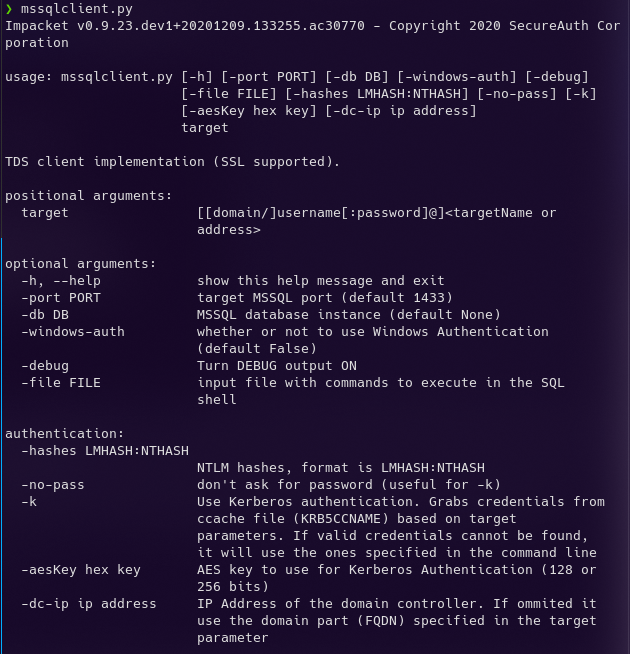 ❯ mssqlclient.py
Impacket v0.9.23.dev1+20201209.133255.ac30770 - Copyright 2020 SecureAuth Cor
poration

usage: mssqlclient.py [-h] [-port PORT] [-db DB] [-windows-auth] [-debug]
                      [-file FILE] [-hashes LMHASH:NTHASH] [-no-pass] [-k]
                      [-aesKey hex key] [-dc-ip ip address]
                      target

TDS client implementation (SSL supported).

positional arguments:
  target                [[domain/]username[:password]@]<targetName or
                        address>

optional arguments:
  -h, --help            show this help message and exit
  -port PORT            target MSSQL port (default 1433)
  -db DB                MSSQL database instance (default None)
  -windows-auth         whether or not to use Windows Authentication
                        (default False)
  -debug                Turn DEBUG output ON
  -file FILE            input file with commands to execute in the SQL
                        shell

authentication:
  -hashes LMHASH:NTHASH
                        NTLM hashes, format is LMHASH:NTHASH
  -no-pass              don't ask for password (useful for -k)
  -k                    Use Kerberos authentication. Grabs credentials from
                        ccache file (KRB5CCNAME) based on target
                        parameters. If valid credentials cannot be found,
                        it will use the ones specified in the command line
  -aesKey hex key       AES key to use for Kerberos Authentication (128 or
                        256 bits)
  -dc-ip ip address     IP Address of the domain controller. If ommited it
                        use the domain part (FQDN) specified in the target
                        parameter